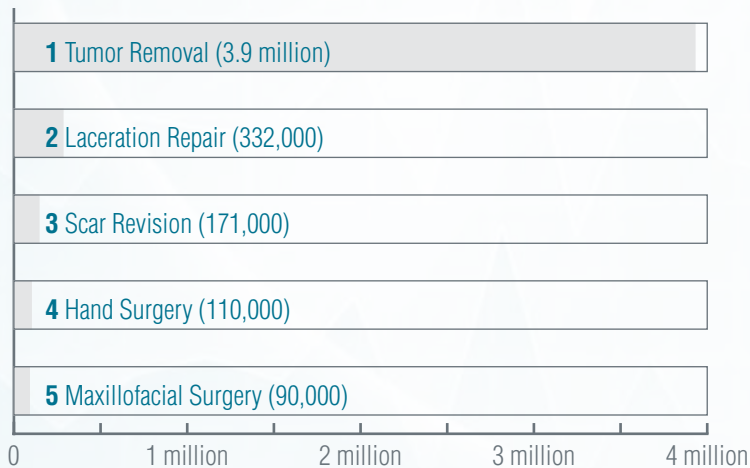 1 Tumor Removal (3.9 million)
2 Laceration Repair (332,000)
3 Scar Revision (171,000)
4 Hand Surgery (110,000)
5 Maxillofacial Surgery (90,000)
0 1 million 2 million 3 million 4 million